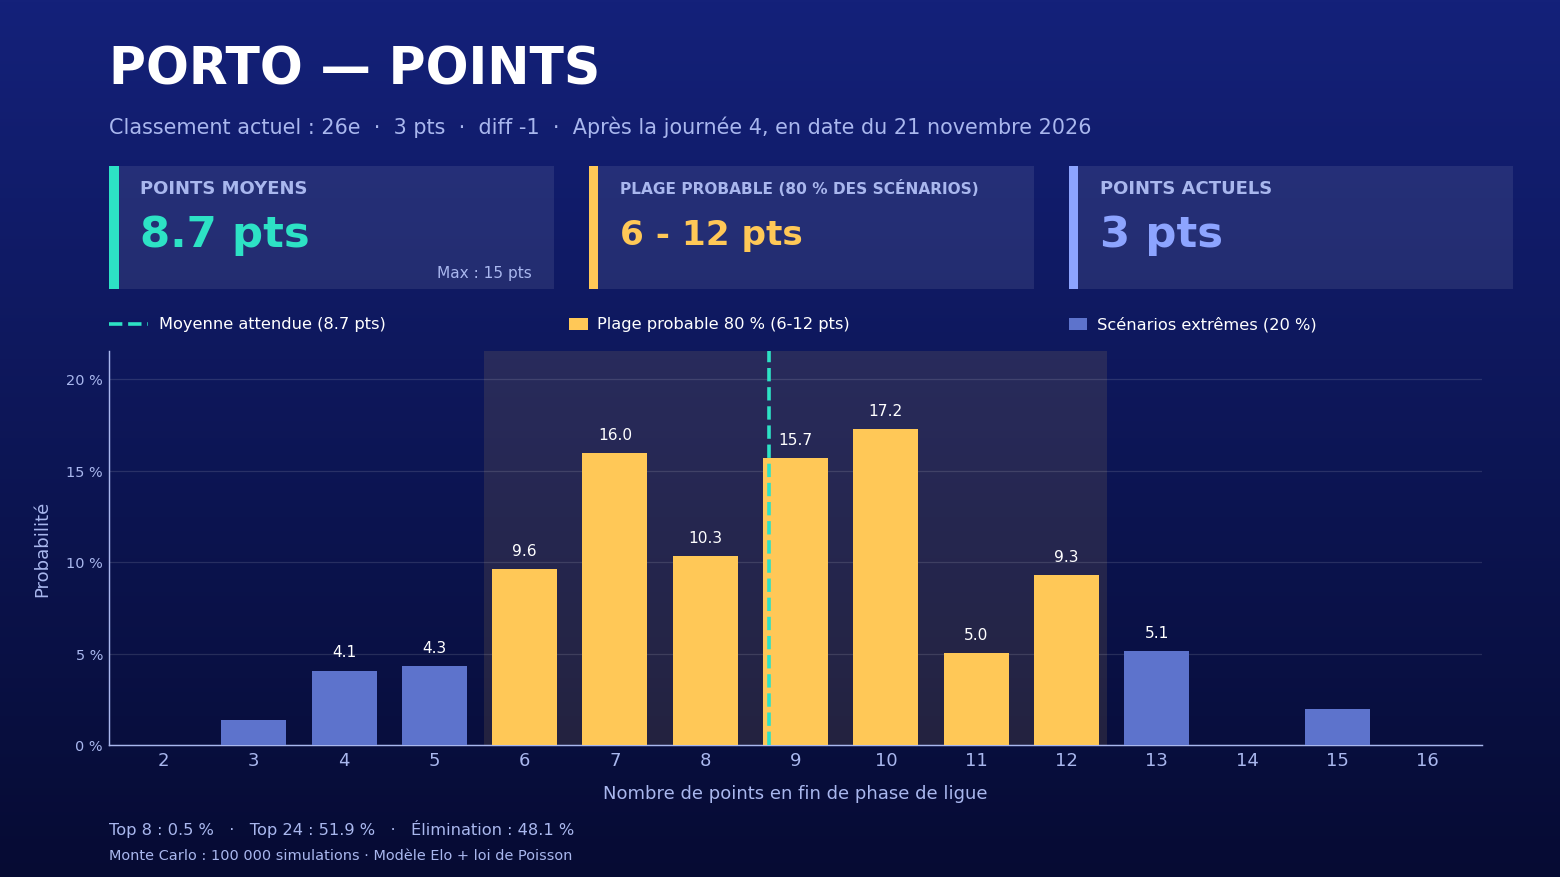 PORTO — POINTS
Classement actuel : 26e · 3 pts · diff -1 · Après la journée 4, en date du 21 novembre 2026
POINTS MOYENS
8.7 pts
Max : 15 pts
PLAGE PROBABLE (80 % DES SCÉNARIOS)
6 - 12 pts
POINTS ACTUELS
3 pts
Moyenne attendue (8.7 pts)
Plage probable 80 % (6-12 pts)
Scénarios extrêmes (20 %)
Probabilité
20 %
15 %
10 %
5 %
0 %
4.1
4.3
9.6
16.0
10.3
15.7
17.2
5.0
9.3
5.1
2 3 4 5 6 7 8 9 10 11 12 13 14 15 16
Nombre de points en fin de phase de ligue
Top 8 : 0.5 % · Top 24 : 51.9 % · Élimination : 48.1 %
Monte Carlo : 100 000 simulations · Modèle Elo + loi de Poisson